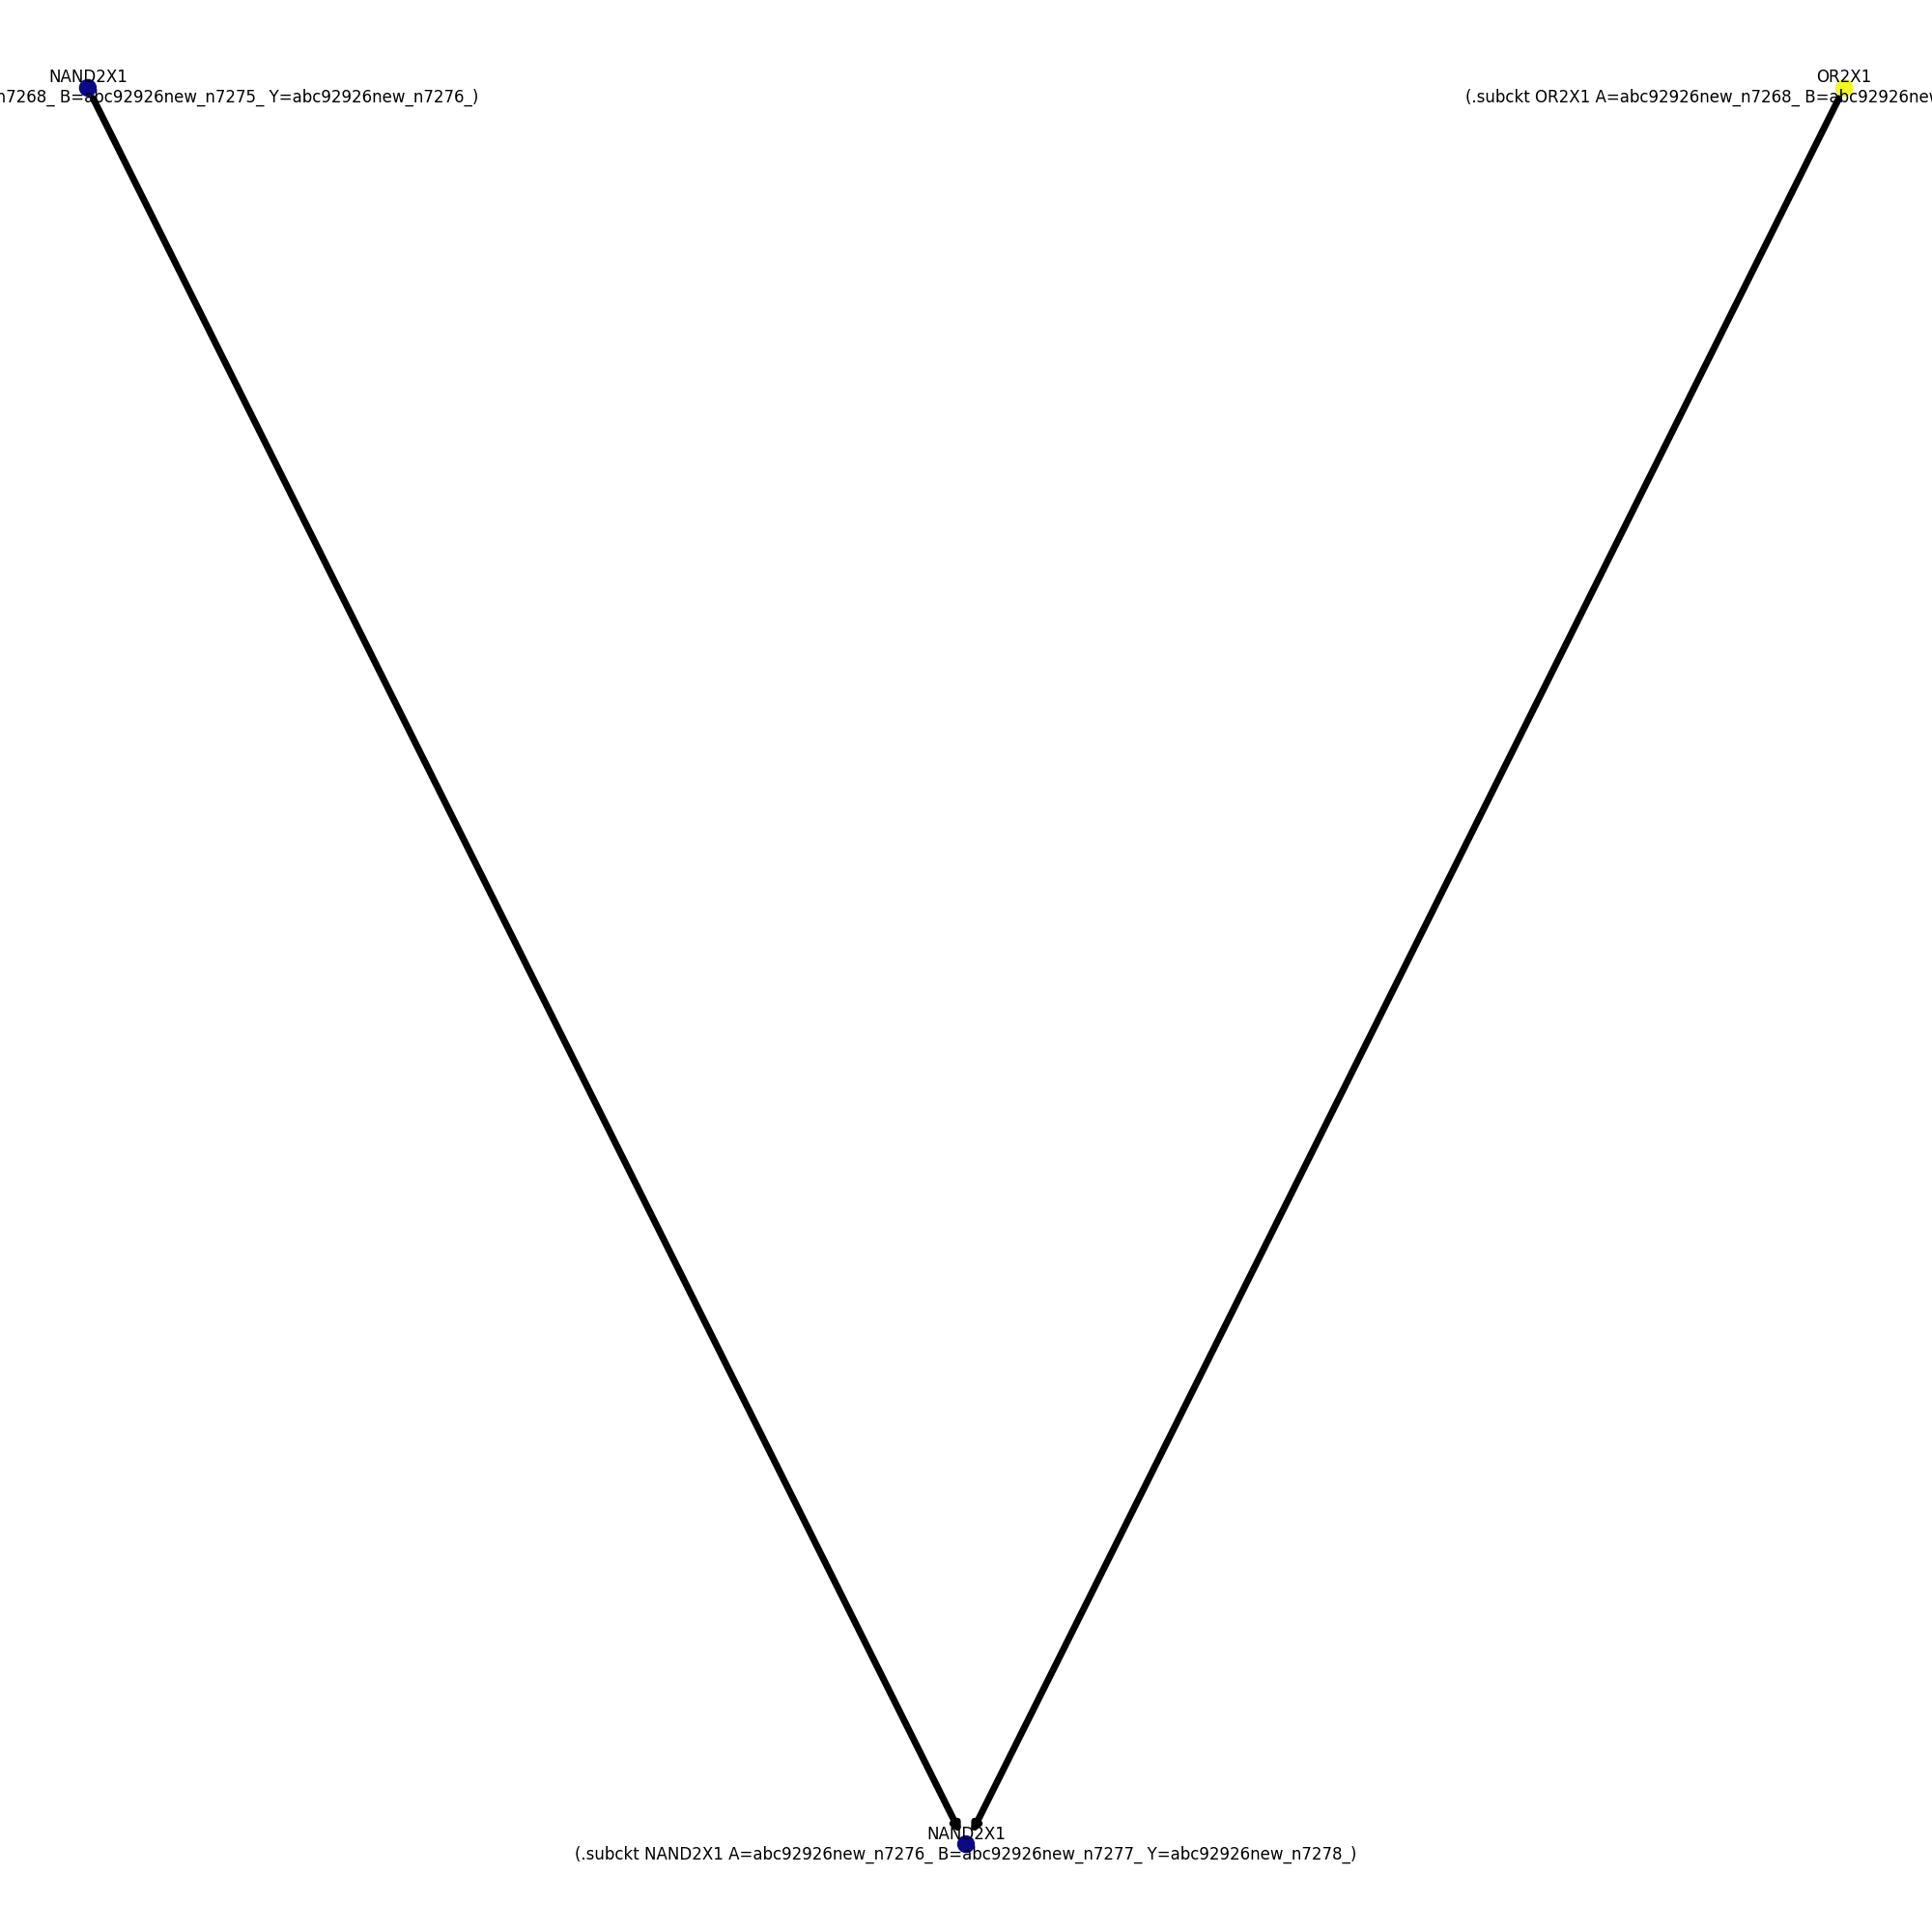 NAND2X1
n7268_ B=abc92926new_n7275_ Y=abc92926new_n7276_)
OR2X1
(.subckt OR2X1 A=abc92926new_n7268_ B=abc92926new
NAND2X1
(.subckt NAND2X1 A=abc92926new_n7276_ B=abc92926new_n7277_ Y=abc92926new_n7278_)